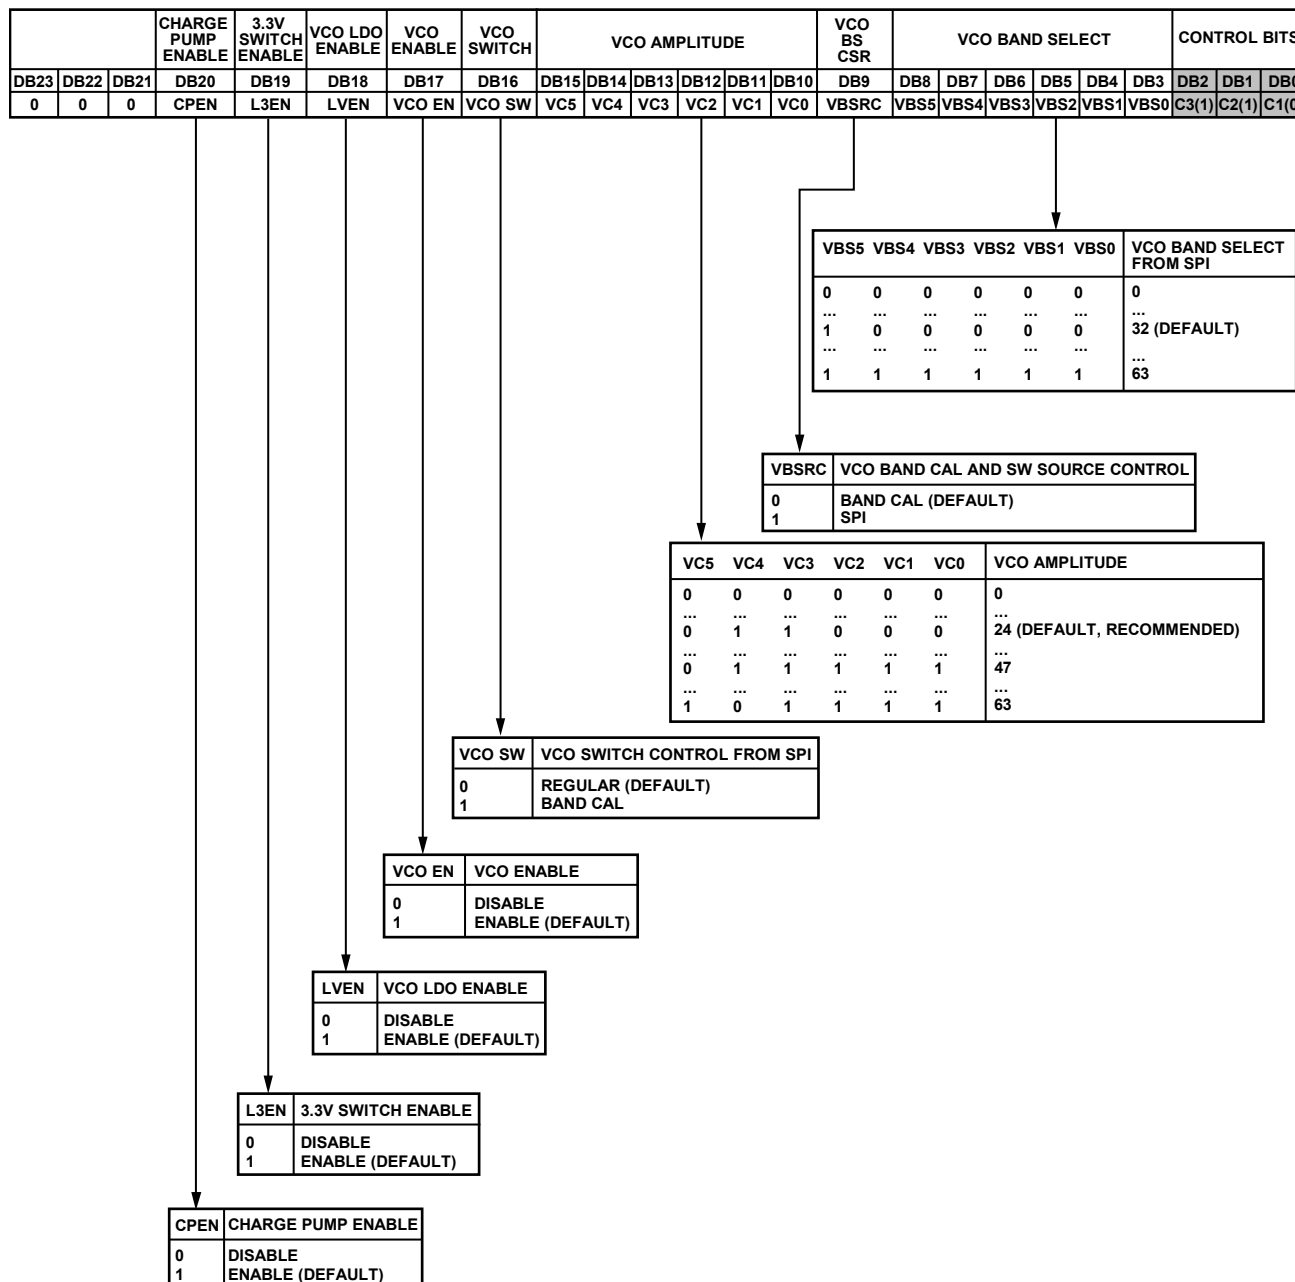 CHARGE PUMP ENABLE 3.3V SWITCH ENABLE VCO LDO ENABLE VCO ENABLE VCO SWITCH VCO AMPLITUDE VCO BS CSR VCO BAND SELECT CONTROL BITS
DB23 DB22 DB21 DB20 DB19 DB18 DB17 DB16 DB15 DB14 DB13 DB12 DB11 DB10 DB9 DB8 DB7 DB6 DB5 DB4 DB3 DB2 DB1 DB0
0 0 0 CPEN L3EN LVEN VCO EN VCO SW VC5 VC4 VC3 VC2 VC1 VC0 VBSRC VBS5 VBS4 VBS3 VBS2 VBS1 VBS0 C3(1) C2(1) C1(0
VBS5 VBS4 VBS3 VBS2 VBS1 VBS0 VCO BAND SELECT FROM SPI
0 0 0 0 0 0 0
... ... ... ... ... ... ...
1 0 0 0 0 0 32 (DEFAULT)
... ... ... ... ... ... ...
1 1 1 1 1 1 63
VBSRC VCO BAND CAL AND SW SOURCE CONTROL
0 BAND CAL (DEFAULT)
1 SPI
VC5 VC4 VC3 VC2 VC1 VC0 VCO AMPLITUDE
0 0 0 0 0 0 0
... ... ... ... ... ... ...
0 1 1 0 0 0 24 (DEFAULT, RECOMMENDED)
... ... ... ... ... ... ...
0 1 1 1 1 1 47
... ... ... ... ... ... ...
1 0 1 1 1 1 63
VCO SW VCO SWITCH CONTROL FROM SPI
0 REGULAR (DEFAULT)
1 BAND CAL
VCO EN VCO ENABLE
0 DISABLE
1 ENABLE (DEFAULT)
LVEN VCO LDO ENABLE
0 DISABLE
1 ENABLE (DEFAULT)
L3EN 3.3V SWITCH ENABLE
0 DISABLE
1 ENABLE (DEFAULT)
CPEN CHARGE PUMP ENABLE
0 DISABLE
1 ENABLE (DEFAULT)